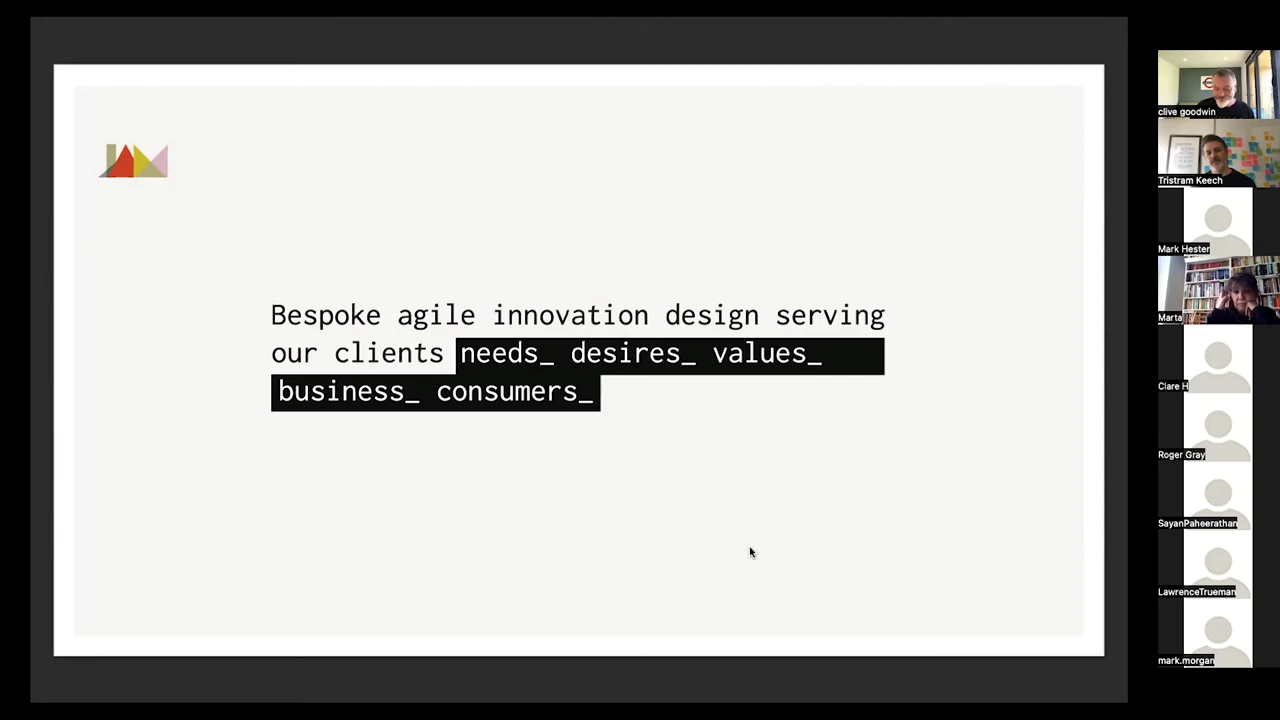 JAM
Bespoke agile innovation design serving
our clients needs_ desires_ values_
business_ consumers_
clive goodwin
Tristram Keech
Mark Hester
Marta
Clare H
Roger Gray
SayanPaheerathan
LawrenceTrueman
mark.morgan